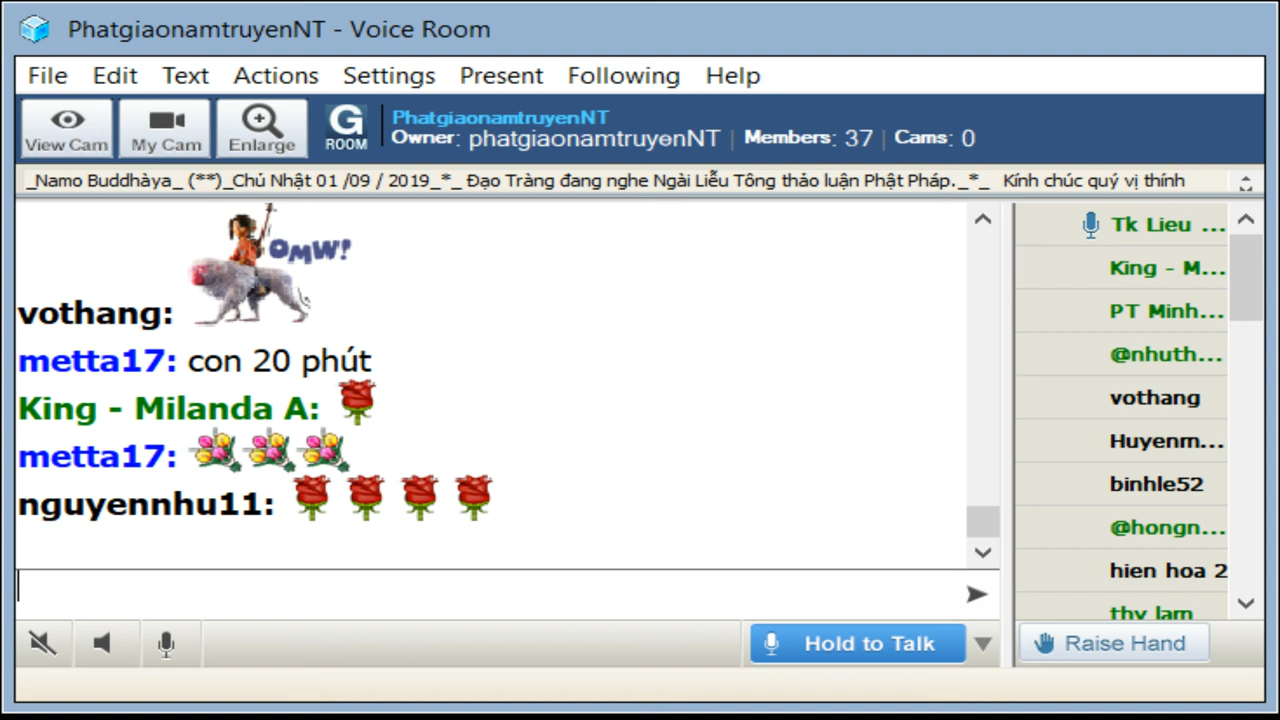 PhatgiaonamtruyenNT - Voice Room
File Edit Text Actions Settings Present Following Help
View Cam My Cam Enlarge G ROOM
PhatgiaonamtruyenNT
Owner: phatgiaonamtruyenNT | Members: 37 | Cams: 0
_Namo Buddhàya_ (**)_Chủ Nhật 01 /09 / 2019_*_ Đạo Tràng đang nghe Ngài Liễu Tông thảo luận Phật Pháp._*_ Kính chúc quý vị thính
OMW!
vothang:
metta17: con 20 phút
King - Milanda A:
metta17:
nguyennhu11:
Tk Lieu ...
King - M...
PT Minh...
@nhuth...
vothang
Huyenm...
binhle52
@hongn...
hien hoa 2
thy lam
Hold to Talk
Raise Hand